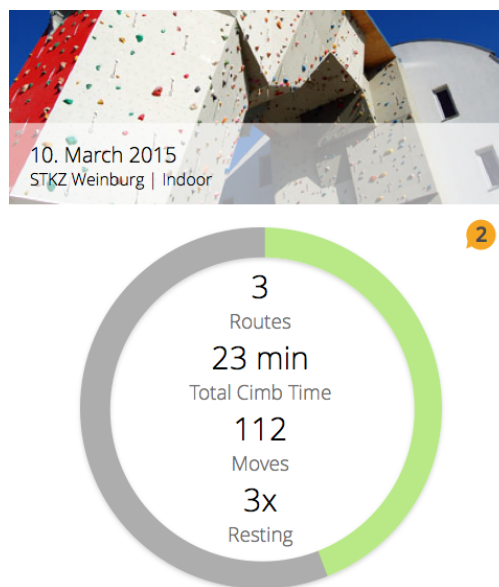 10. March 2015
STKZ Weinburg | Indoor
2
3
Routes
23 min
Total Cimb Time
112
Moves
3x
Resting